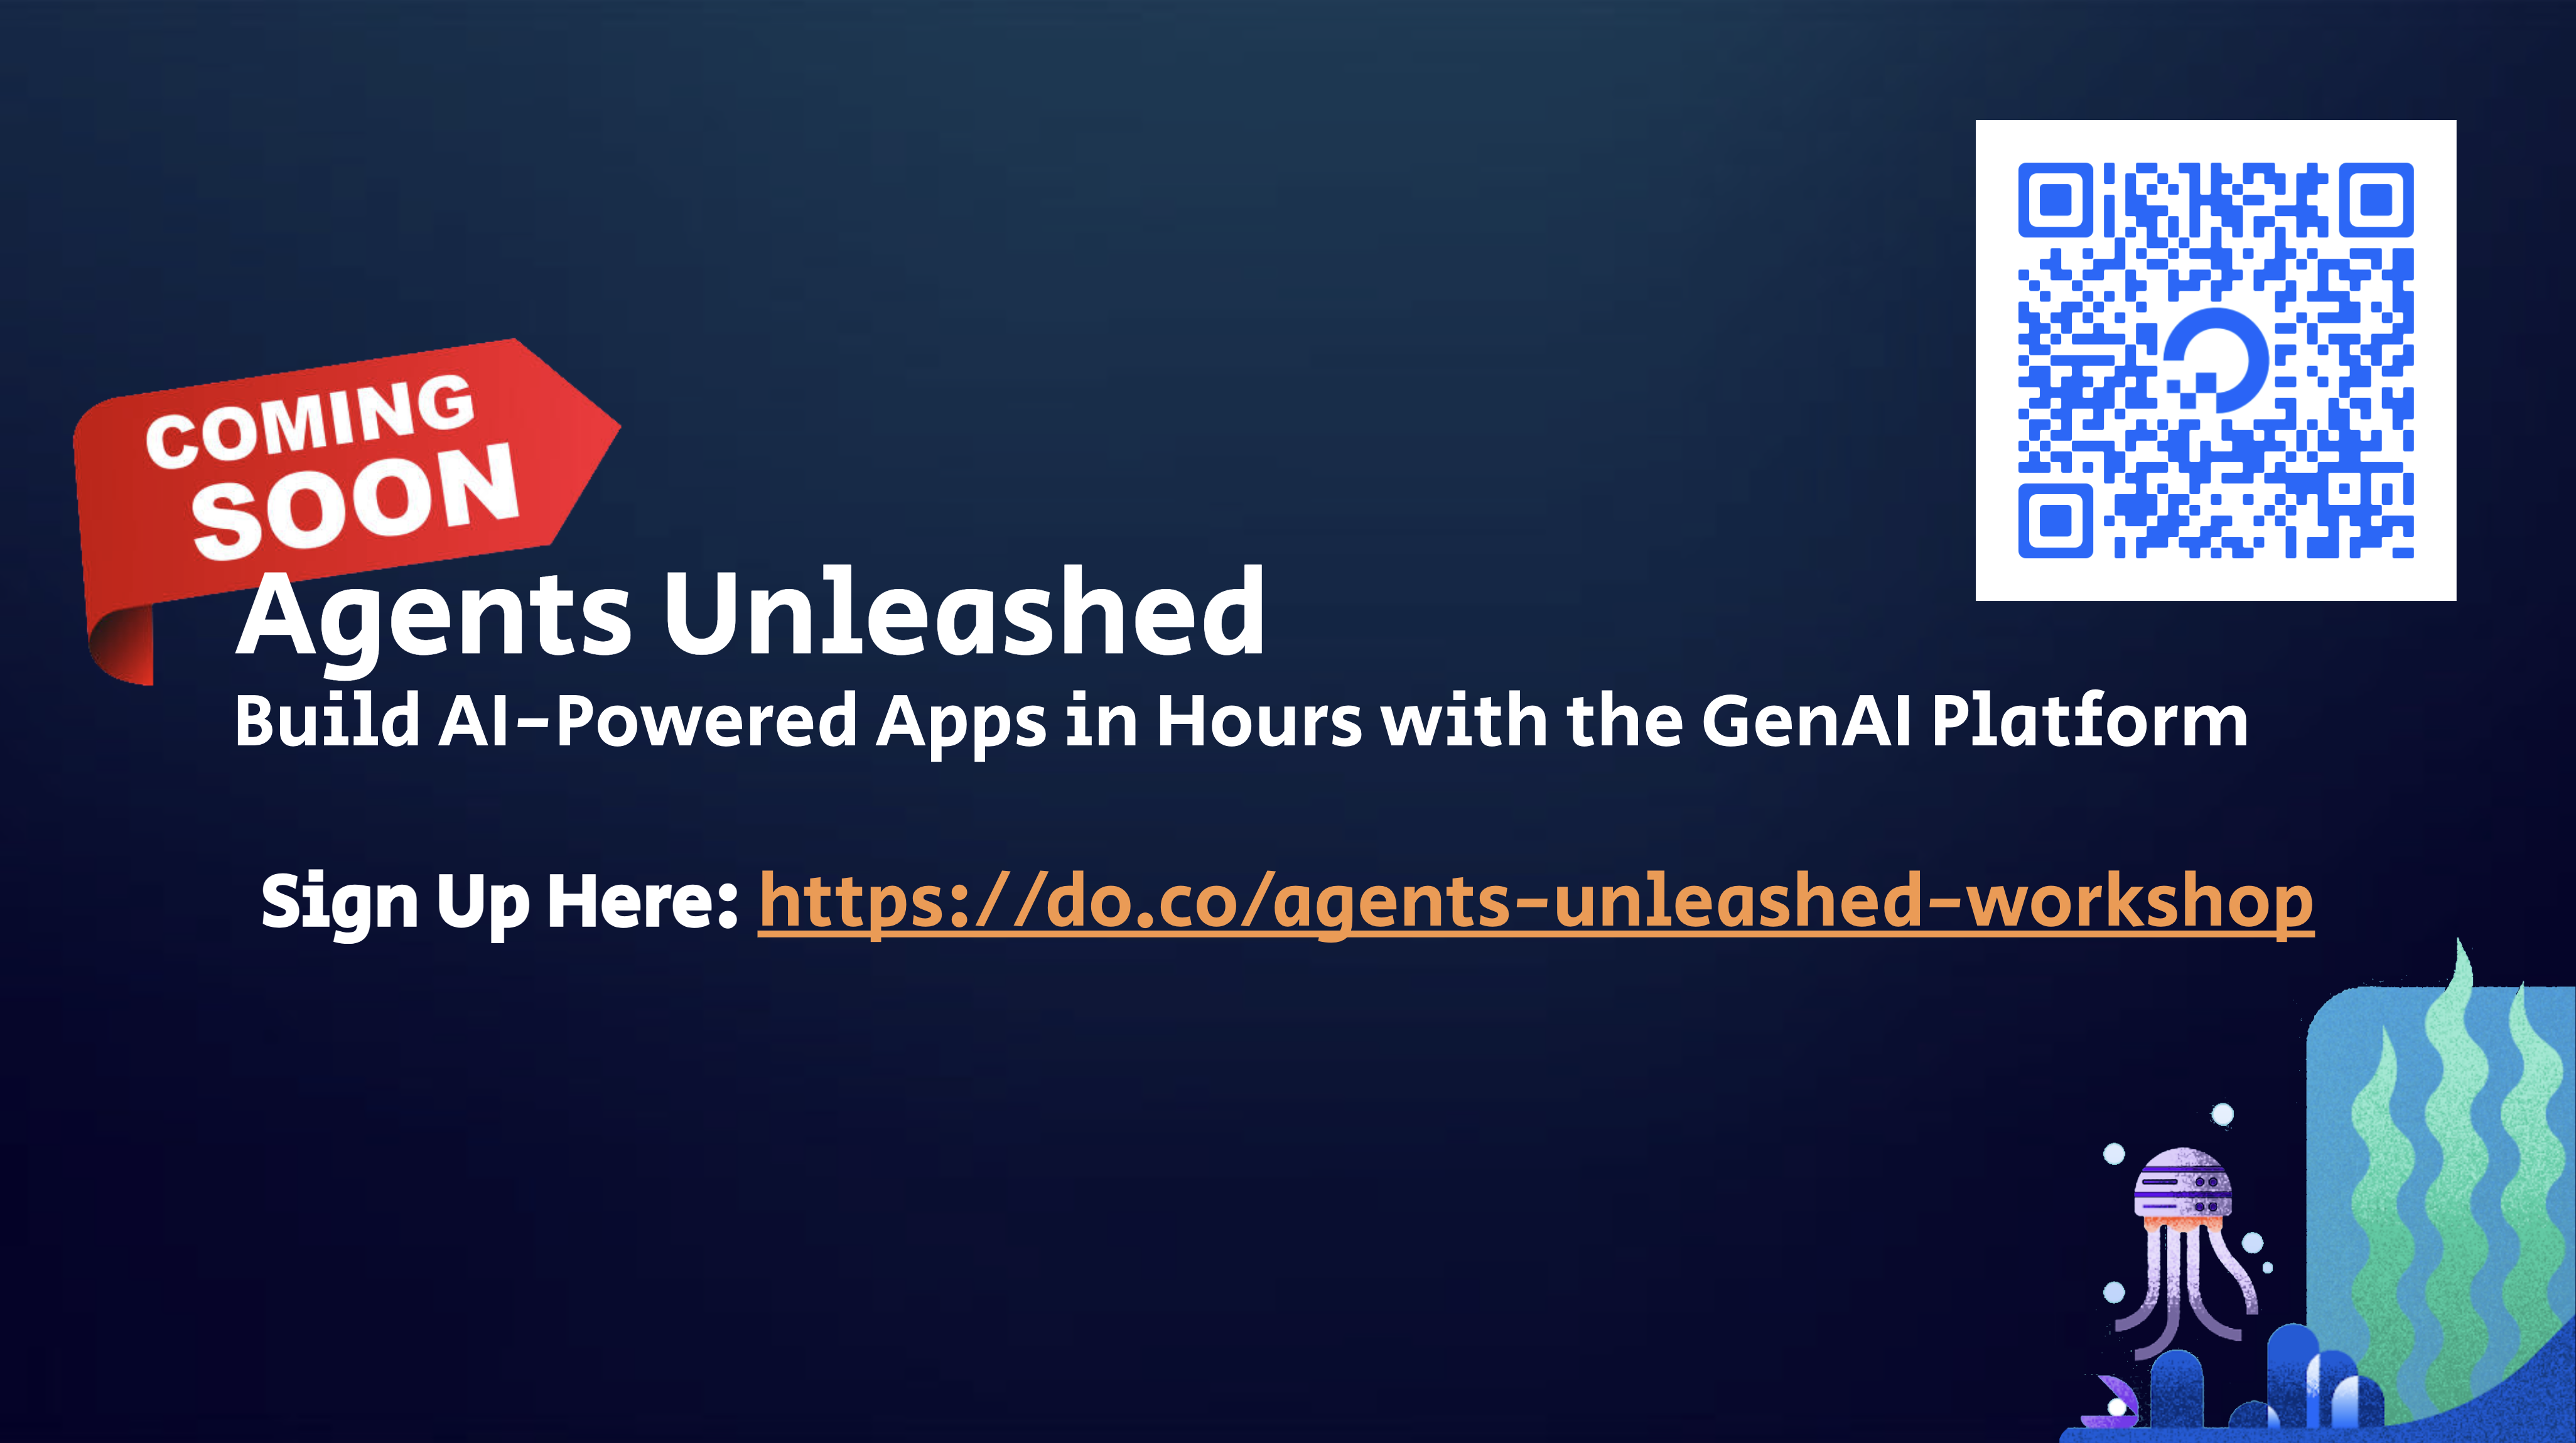 COMING
SOON
Agents Unleashed
Build AI-Powered Apps in Hours with the GenAI Platform
Sign Up Here: https://do.co/agents-unleashed-workshop